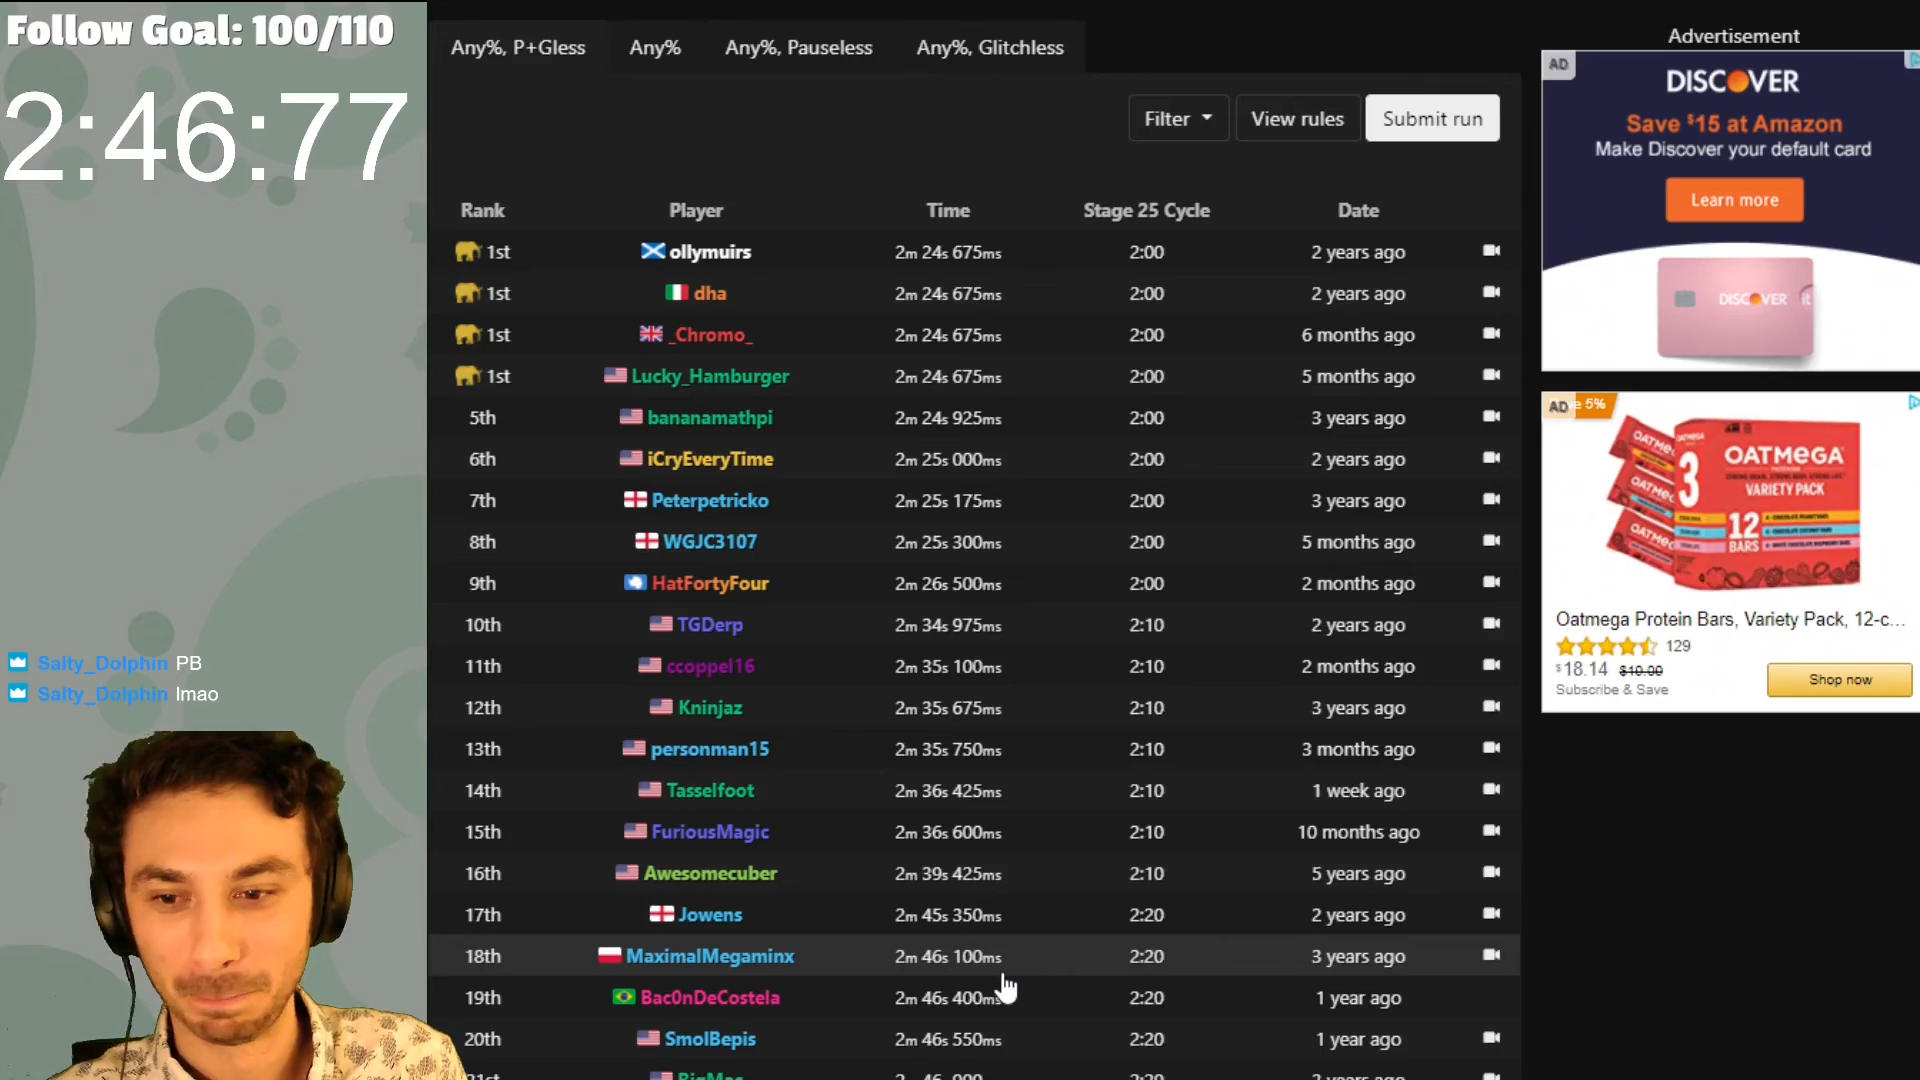 Follow Goal: 100/110
2:46:77
Salty_Dolphin PB
Salty_Dolphin lmao
Any%, P+Gless Any% Any%, Pauseless Any%, Glitchless
Filter View rules Submit run
Rank Player Time Stage 25 Cycle Date
1st ollymuirs 2m 24s 675ms 2:00 2 years ago
1st dha 2m 24s 675ms 2:00 2 years ago
1st _Chromo_ 2m 24s 675ms 2:00 6 months ago
1st Lucky_Hamburger 2m 24s 675ms 2:00 5 months ago
5th bananamathpi 2m 24s 925ms 2:00 3 years ago
6th iCryEveryTime 2m 25s 000ms 2:00 2 years ago
7th Peterpetricko 2m 25s 175ms 2:00 3 years ago
8th WGJC3107 2m 25s 300ms 2:00 5 months ago
9th HatFortyFour 2m 26s 500ms 2:00 2 months ago
10th TGDerp 2m 34s 975ms 2:10 2 years ago
11th ccoppel16 2m 35s 100ms 2:10 2 months ago
12th Kninjaz 2m 35s 675ms 2:10 3 years ago
13th personman15 2m 35s 750ms 2:10 3 months ago
14th Tasselfoot 2m 36s 425ms 2:10 1 week ago
15th FuriousMagic 2m 36s 600ms 2:10 10 months ago
16th Awesomecuber 2m 39s 425ms 2:10 5 years ago
17th Jowens 2m 45s 350ms 2:20 2 years ago
18th MaximalMegaminx 2m 46s 100ms 2:20 3 years ago
19th Bac0nDeCostela 2m 46s 400ms 2:20 1 year ago
20th SmolBepis 2m 46s 550ms 2:20 1 year ago
Advertisement
AD
DISCOVER
Save $15 at Amazon
Make Discover your default card
Learn more
DISCOVER it
AD e 5%
OATMEGA
VARIETY PACK
3
12
BARS
Oatmega Protein Bars, Variety Pack, 12-c...
129
$18.14 $19.99
Subscribe & Save
Shop now